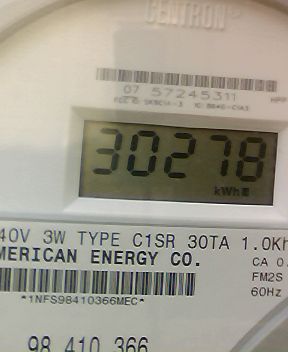 CENTRON®
07 57245311
30278
kWh
40V 3W TYPE C1SR 30TA 1.0Kh
MERICAN ENERGY CO.
CA 0.
FM2S
60Hz
*1NFS98410366MEC*
98 410 366